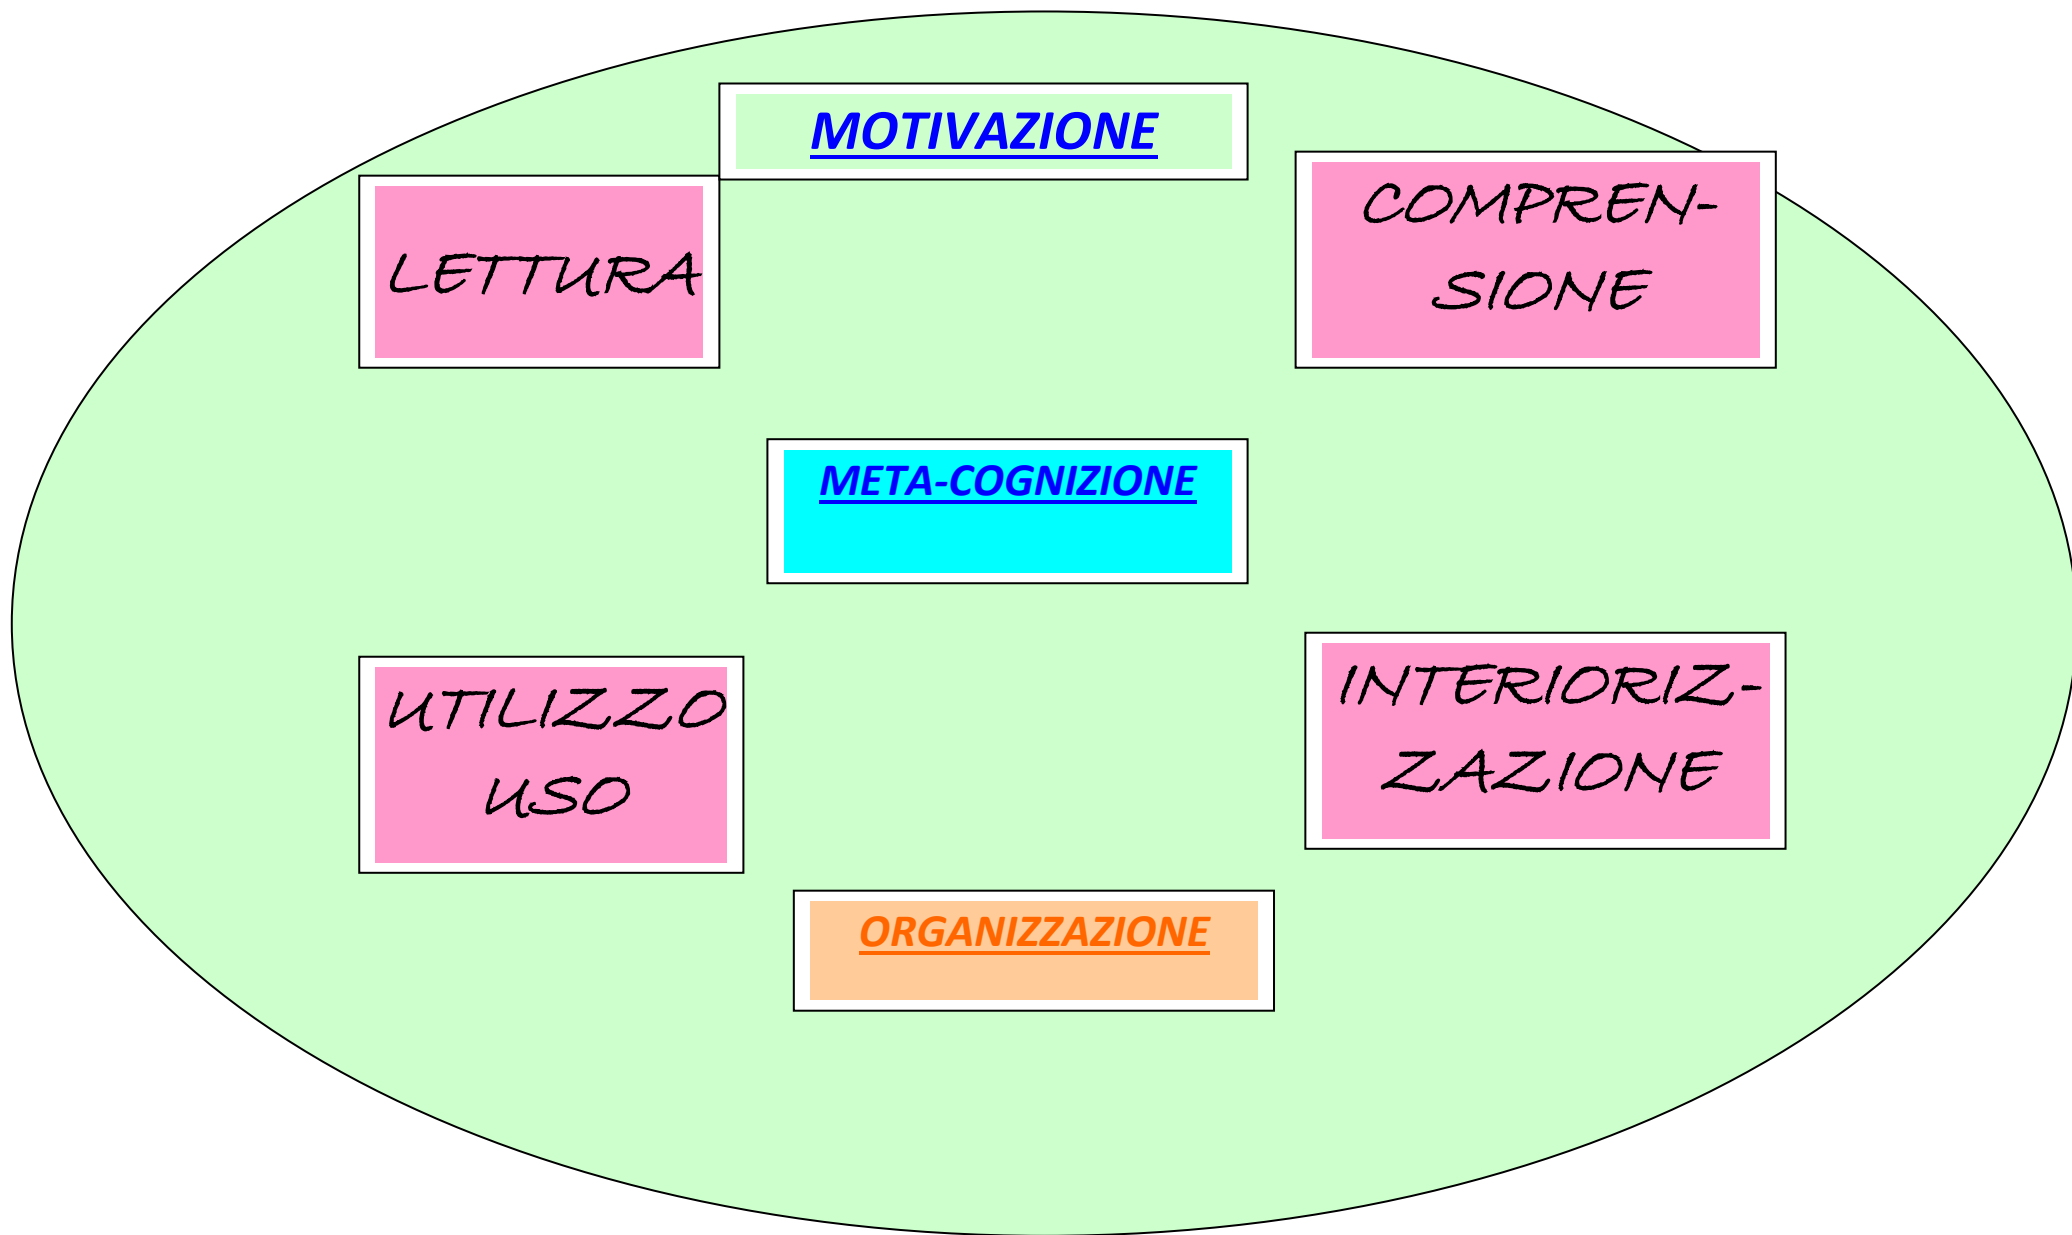 MOTIVAZIONE
LETTURA
COMPREN-
SIONE
META-COGNIZIONE
UTILIZZO
USO
INTERIORIZ-
ZAZIONE
ORGANIZZAZIONE